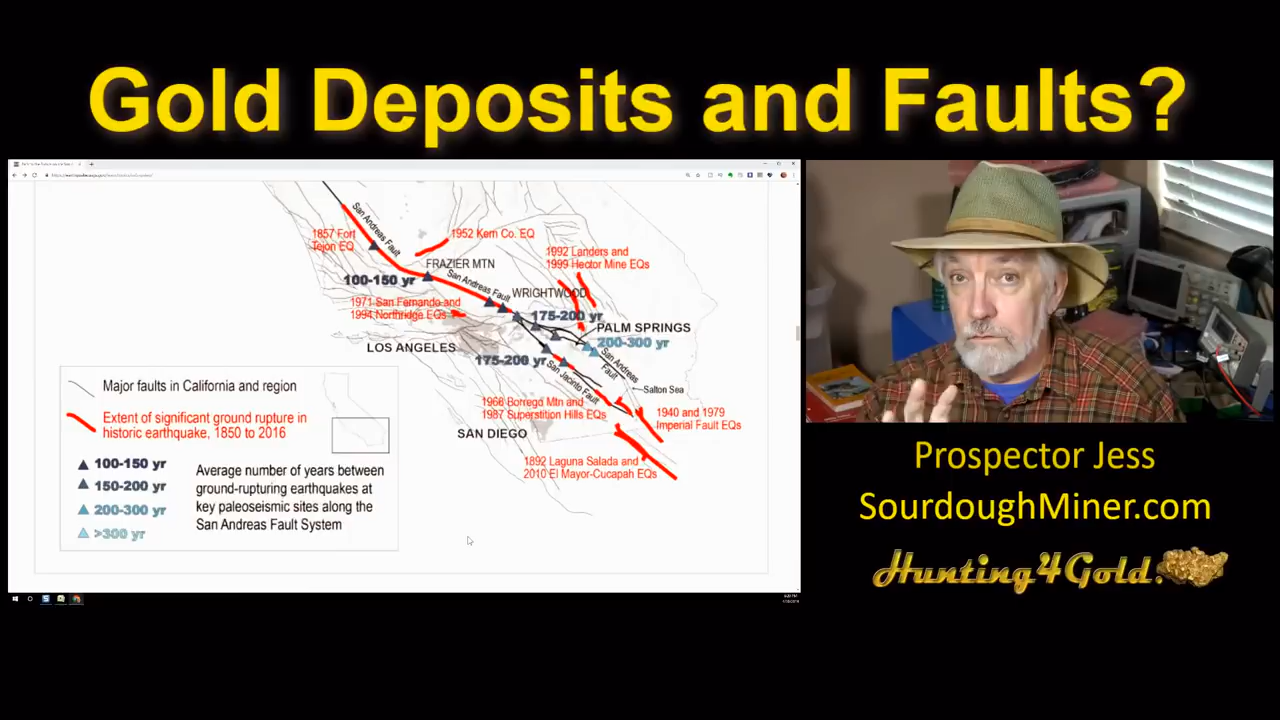 Gold Deposits and Faults?
San Andreas Fault
1857 Fort
Tejon EQ
1952 Kern Co. EQ
1992 Landers and
1999 Hector Mine EQs
FRAZIER MTN
100-150 yr
San Andreas Fault
WRIGHTWOOD
1971 San Fernando and
1994 Northridge EQs
175-200 yr
PALM SPRINGS
200-300 yr
LOS ANGELES
175-200 yr
San Andreas
Fault
San Jacinto Fault
Salton Sea
1968 Borrego Mtn and
1987 Superstition Hills EQs
1940 and 1979
Imperial Fault EQs
SAN DIEGO
1892 Laguna Salada and
2010 El Mayor-Cucapah EQs
Major faults in California and region
Extent of significant ground rupture in
historic earthquake, 1850 to 2016
100-150 yr
150-200 yr
200-300 yr
>300 yr
Average number of years between
ground-rupturing earthquakes at
key paleoseismic sites along the
San Andreas Fault System
Prospector Jess
SourdoughMiner.com
Hunting4Gold.